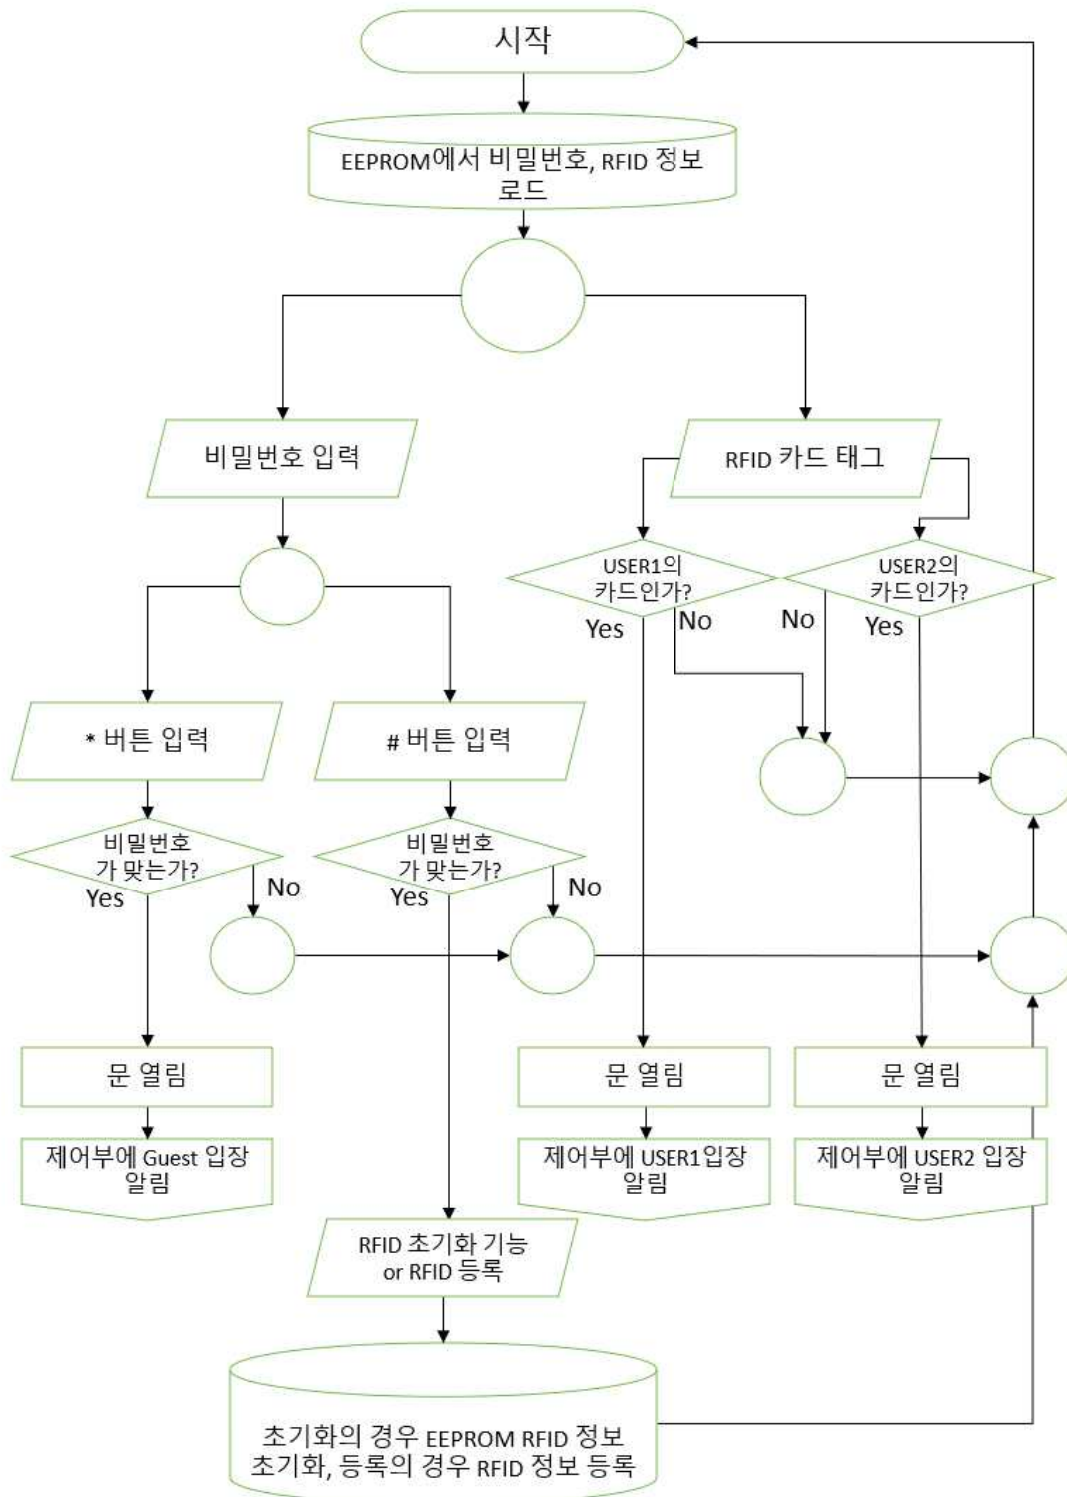 시작
EEPROM에서 비밀번호, RFID 정보
로드
비밀번호 입력
RFID 카드 태그
USER1의
카드인가?
USER2의
카드인가?
Yes
No
No
Yes
* 버튼 입력
# 버튼 입력
비밀번호
가 맞는가?
비밀번호
가 맞는가?
Yes
No
Yes
No
문 열림
문 열림
문 열림
제어부에 Guest 입장
알림
제어부에 USER1입장
알림
제어부에 USER2 입장
알림
RFID 초기화 기능
or RFID 등록
초기화의 경우 EEPROM RFID 정보
초기화, 등록의 경우 RFID 정보 등록